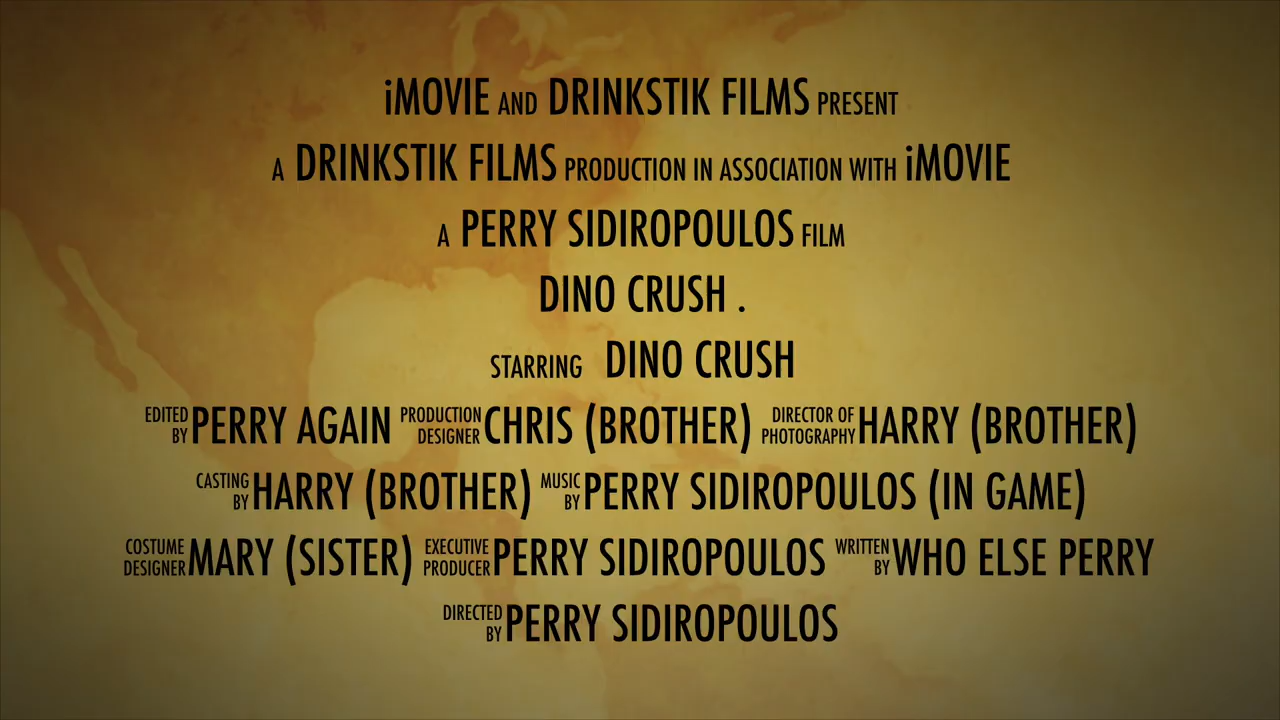 iMOVIE AND DRINKSTIK FILMS PRESENT
A DRINKSTIK FILMS PRODUCTION IN ASSOCIATION WITH iMOVIE
A PERRY SIDIROPOULOS FILM
DINO CRUSH .
STARRING DINO CRUSH
EDITED BY PERRY AGAIN PRODUCTION DESIGNER CHRIS (BROTHER) DIRECTOR OF PHOTOGRAPHY HARRY (BROTHER)
CASTING BY HARRY (BROTHER) MUSIC BY PERRY SIDIROPOULOS (IN GAME)
COSTUME DESIGNER MARY (SISTER) EXECUTIVE PRODUCER PERRY SIDIROPOULOS WRITTEN BY WHO ELSE PERRY
DIRECTED BY PERRY SIDIROPOULOS